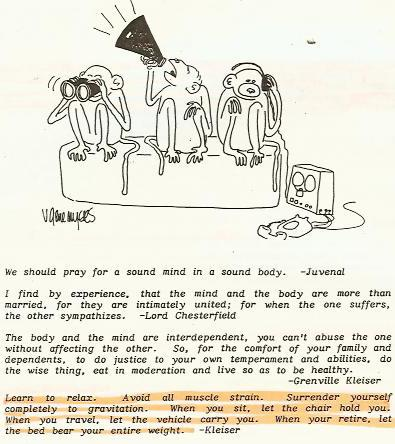 We should pray for a sound mind in a sound body. -Juvenal
I find by experience, that the mind and the body are more than
married, for they are intimately united; for when the one suffers,
the other sympathizes. -Lord Chesterfield
The body and the mind are interdependent, you can't abuse the one
without affecting the other. So, for the comfort of your family and
dependents, to do justice to your own temperament and abilities, do
the wise thing, eat in moderation and live so as to be healthy.
-Grenville Kleiser
Learn to relax. Avoid all muscle strain. Surrender yourself
completely to gravitation. When you sit, let the chair hold you.
When you travel, let the vehicle carry you. When your retire, let
the bed bear your entire weight. -Kleiser